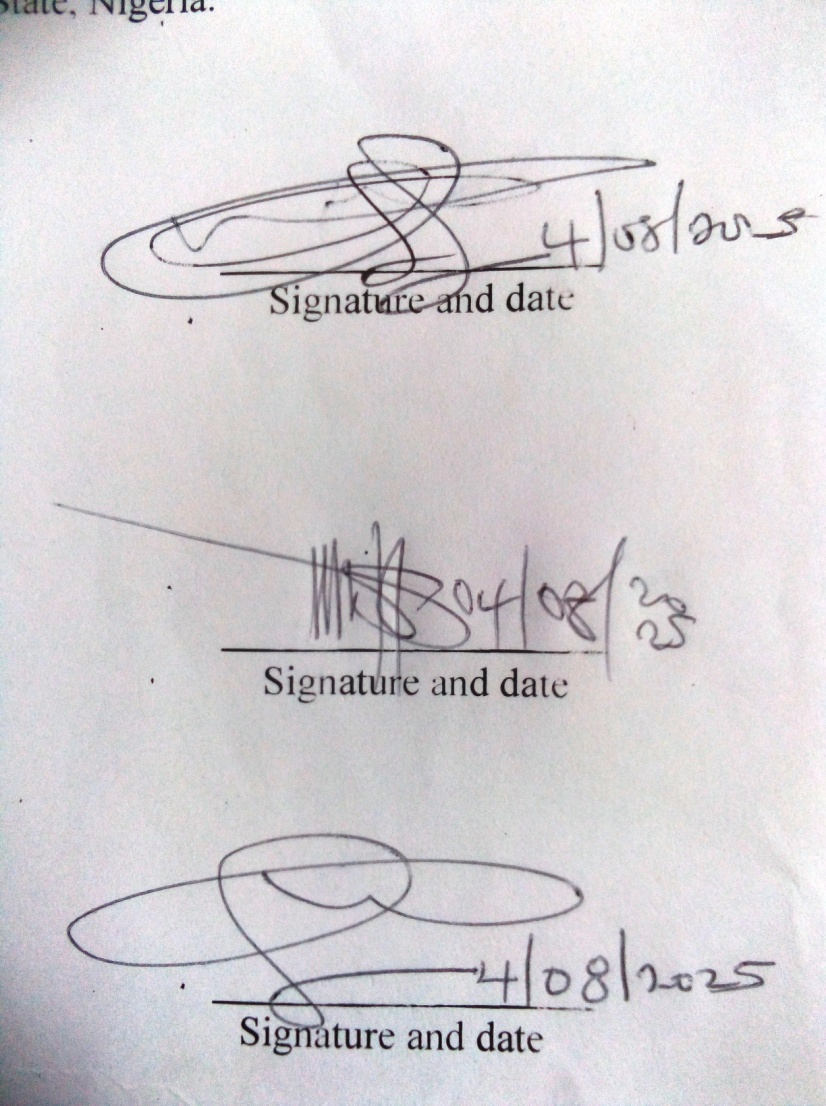 State, Nigeria.
4/08/2025
Signature and date
04/08/2025
Signature and date
4/08/2025
Signature and date